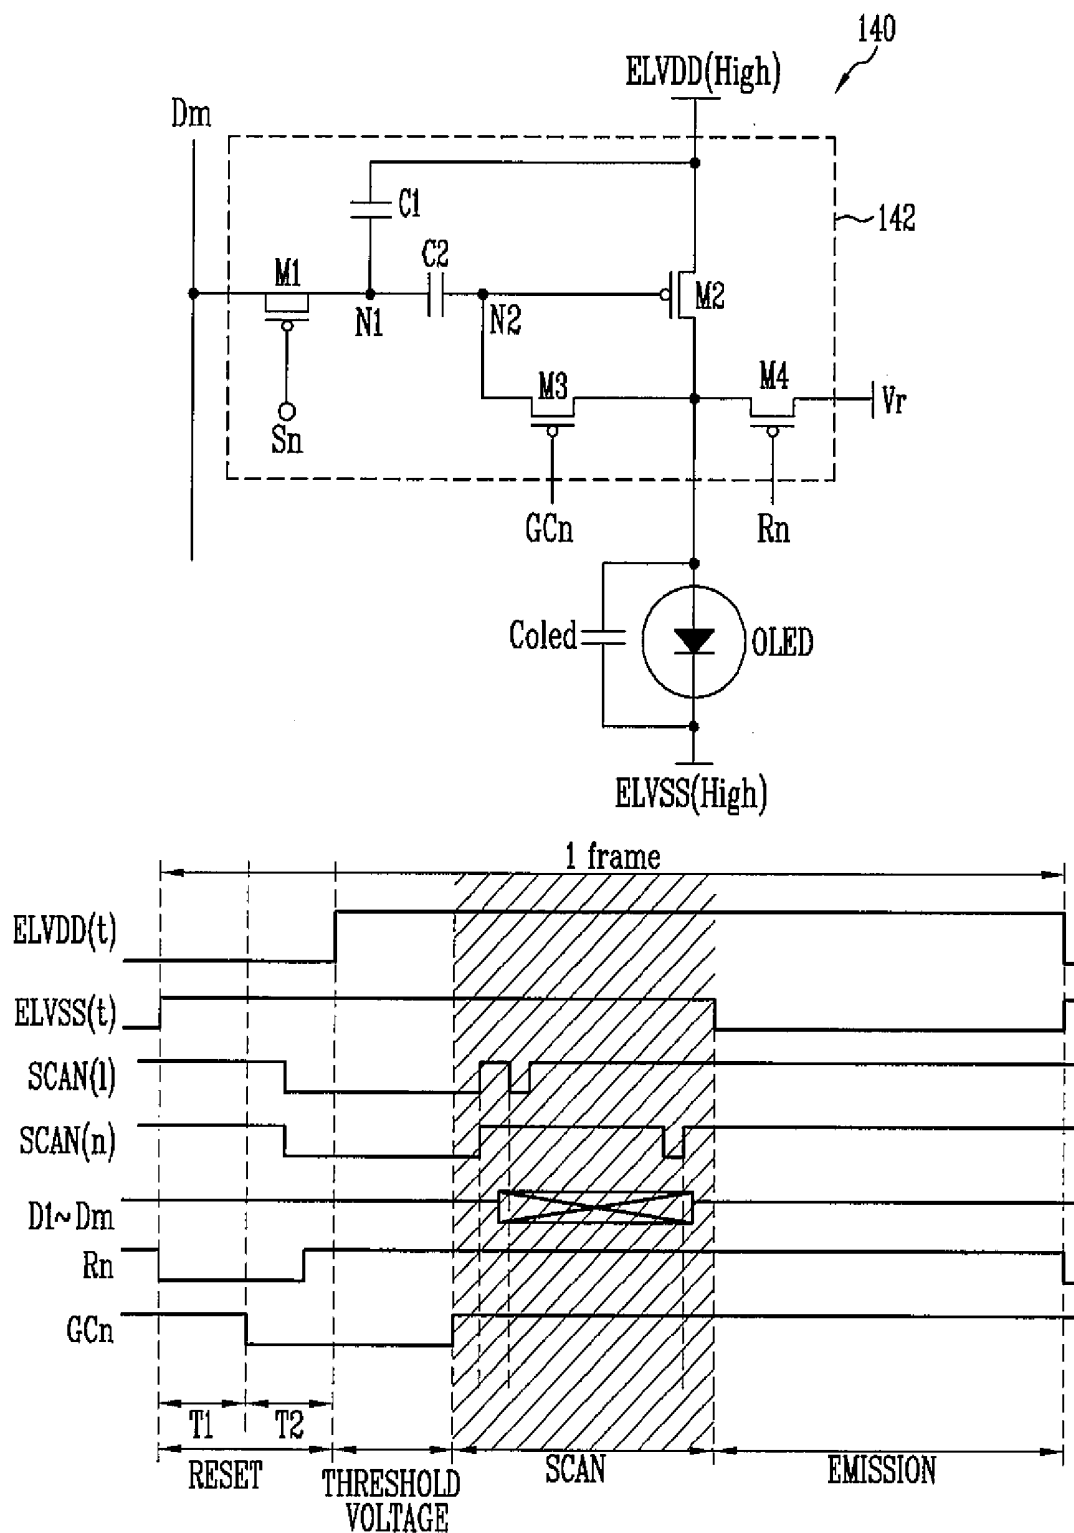 140
ELVDD(High)
Dm
C1
142
C2
M1
M2
N1
N2
M3
M4
Vr
Sn
GCn
Rn
Coled
OLED
ELVSS(High)
1 frame
ELVDD(t)
ELVSS(t)
SCAN(1)
SCAN(n)
D1~Dm
Rn
GCn
T1
T2
RESET
THRESHOLD
VOLTAGE
SCAN
EMISSION